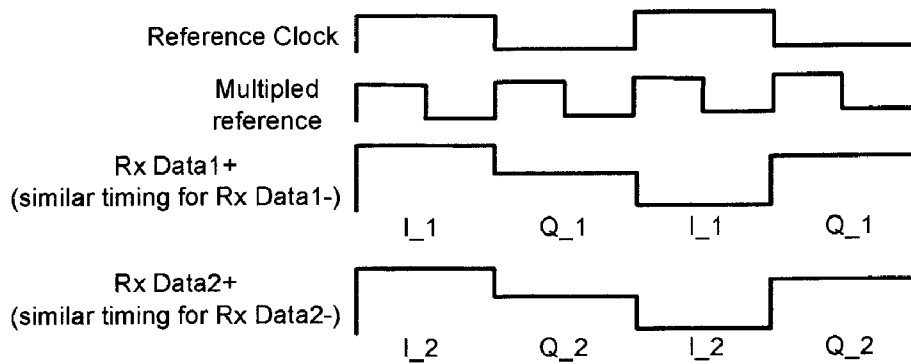 Reference Clock
Multipled
reference
Rx Data1+
(similar timing for Rx Data1-)
I_1 Q_1 I_1 Q_1
Rx Data2+
(similar timing for Rx Data2-)
I_2 Q_2 I_2 Q_2